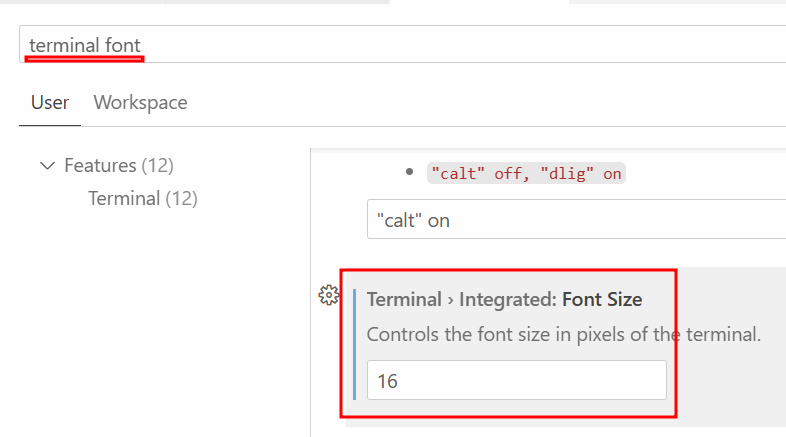 terminal font
User Workspace
Features (12)
Terminal (12)
"calt" off, "dlig" on
"calt" on
Terminal › Integrated: Font Size
Controls the font size in pixels of the terminal.
16